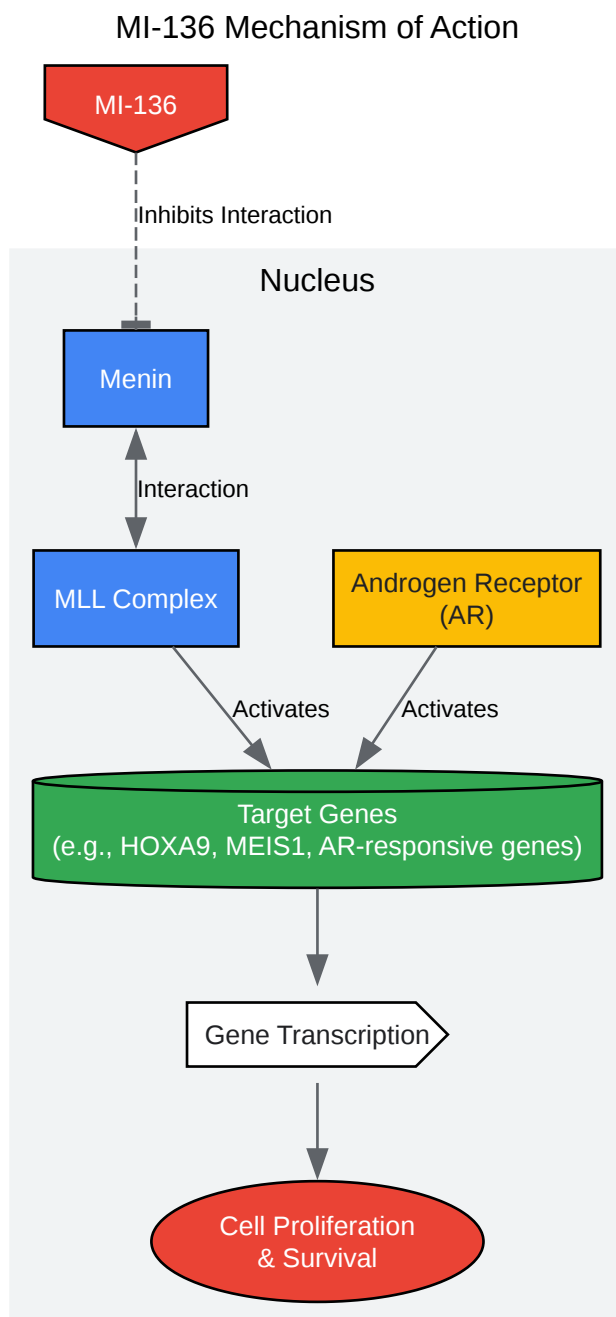 MI-136 Mechanism of Action
MI-136
Inhibits Interaction
Nucleus
Menin
Interaction
MLL Complex
Androgen Receptor
(AR)
Activates
Activates
Target Genes
(e.g., HOXA9, MEIS1, AR-responsive genes)
Gene Transcription
Cell Proliferation
& Survival